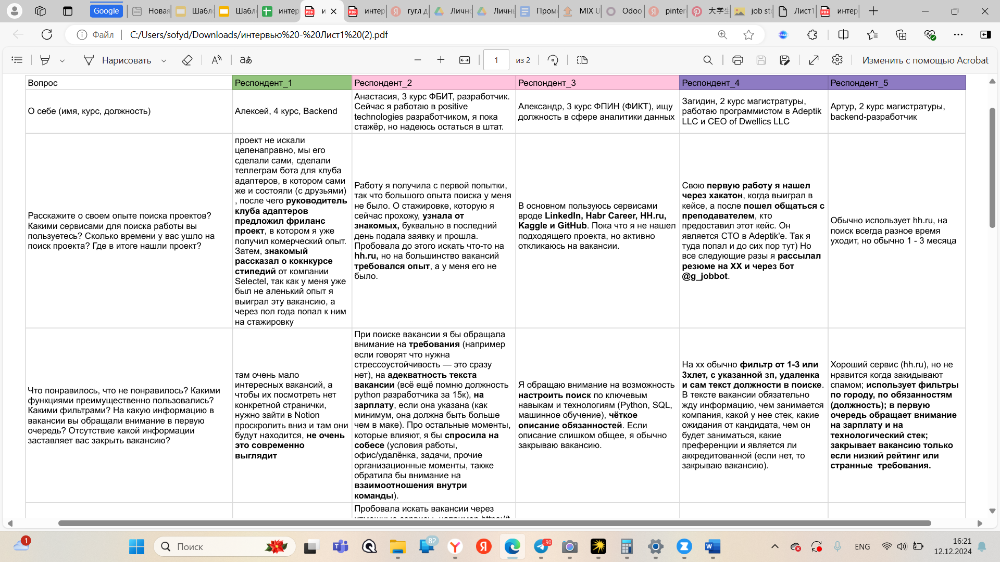 Google
Новая
Шабло
Шабло
интер
и
интер
гугл д
Лично
Личнь
Пром
MIX U
Odoo
pinter
大学生
job sto
Лист1
интер
Файл
C:/Users/sofyd/Downloads/интервью%20-%20Лист1%20(2).pdf
Нарисовать
1
из 2
Изменить с помощью Acrobat
Вопрос
Респондент_1
Респондент_2
Респондент_3
Респондент_4
Респондент_5
О себе (имя, курс, должность)
Алексей, 4 курс, Backend
Анастасия, 3 курс ФБИТ, разработчик.
Сейчас я работаю в positive
technologies разработчиком, я пока
стажёр, но надеюсь остаться в штат.
Александр, 3 курс ФПИН (ФИКТ), ищу
должность в сфере аналитики данных
Загидин, 2 курс магистратуры,
работаю программистом в Adeptik
LLC и CEO of Dwellics LLC
Артур, 2 курс магистратуры,
backend-разработчик
Расскажите о своем опыте поиска проектов?
Какими сервисами для поиска работы вы
пользуетесь? Сколько времени у вас ушло на
поиск проекта? Где в итоге нашли проект?
проект не искали
целенаправно, мы его
сделали сами, сделали
теллеграм бота для клуба
адаптеров, в котором сами
же и состояли (с друзьями)
, после чего руководитель
клуба адаптеров
предложил фриланс
проект, в котором я уже
получил комерческий опыт.
Затем, знакомый
рассказал о кокнкурсе
стипедий от компании
Selectel, так как у меня уже
был не аленький опыт я
выиграл эту вакансию, а
через пол года попал к ним
на стажировку
Работу я получила с первой попытки,
так что большого опыта поиска у меня
не было. О стажировке, которую я
сейчас прохожу, узнала от
знакомых, буквально в последний
день подала заявку и прошла.
Пробовала до этого искать что-то на
hh.ru, но на большинство вакансий
требовался опыт, а у меня его не
было.
В основном пользуюсь сервисами
вроде LinkedIn, Habr Career, HH.ru,
Kaggle и GitHub. Пока что я не нашел
подходящего проекта, но активно
откликаюсь на вакансии.
Свою первую работу я нашел
через хакатон, когда выиграл в
кейсе, а после пошел общаться с
преподавателем, кто
предоставил этот кейс. Он
является СТО в Adeptik'e. Так я
туда попал и до сих пор тут) Но
все следующие разы я рассылал
резюме на ХХ и через бот
@g_jobbot.
Обычно использует hh.ru, на
поиск всегда разное время
уходит, но обычно 1 - 3 месяца
Что понравилось, что не понравилось? Какими
функциями преимущественно пользовались?
Какими фильтрами? На какую информацию в
вакансии вы обращали внимание в первую
очередь? Отсутствие какой информации
заставляет вас закрыть вакансию?
там очень мало
интересных вакансий, а
чтобы их посмотреть нет
конкретной странички,
нужно зайти в Notion
проскролить вниз и там они
будут находится, не очень
это современно
выглядит
При поиске вакансии я бы обращала
внимание на требования (например
если говорят что нужна
стрессоустойчивость — это сразу
нет), на адекватность текста
вакансии (всё ещё помню должность
python разработчика за 15к), на
зарплату, если она указана (как
минимум, она должна быть больше
чем в маке). Про остальные моменты,
которые влияют, я бы спросила на
собесе (условия работы,
офис/удалёнка, задачи, прочие
организационные моменты, также
обратила бы внимание на
взаимоотношения внутри
команды).
Я обращаю внимание на возможность
настроить поиск по ключевым
навыкам и технологиям (Python, SQL,
машинное обучение), чёткое
описание обязанностей. Если
описание слишком общее, я обычно
закрываю вакансию.
На хх обычно фильтр от 1-3 или
3хлет, с указанной зп, удаленка
и сам текст должности в поиске.
В тексте вакансии обязательно
жду информацию, чем занимается
компания, какой у нее стек, какие
ожидания от кандидата, чем он
будет заниматься, какие
преференции и является ли
аккредитованной (если нет, то
закрываю вакансию).
Хороший сервис (hh.ru), но не
нравится когда закидывают
спамом; использует фильтры
по городу, по обязанностям
(должность); в первую
очередь обращает внимание
на зарплату и на
технологический стек;
закрывает вакансию только
если низкий рейтинг или
странные требования.
Пробовала искать вакансии через
итмошные сервисы, например https://t
1
Поиск
82
..90
ENG
16:21
12.12.2024